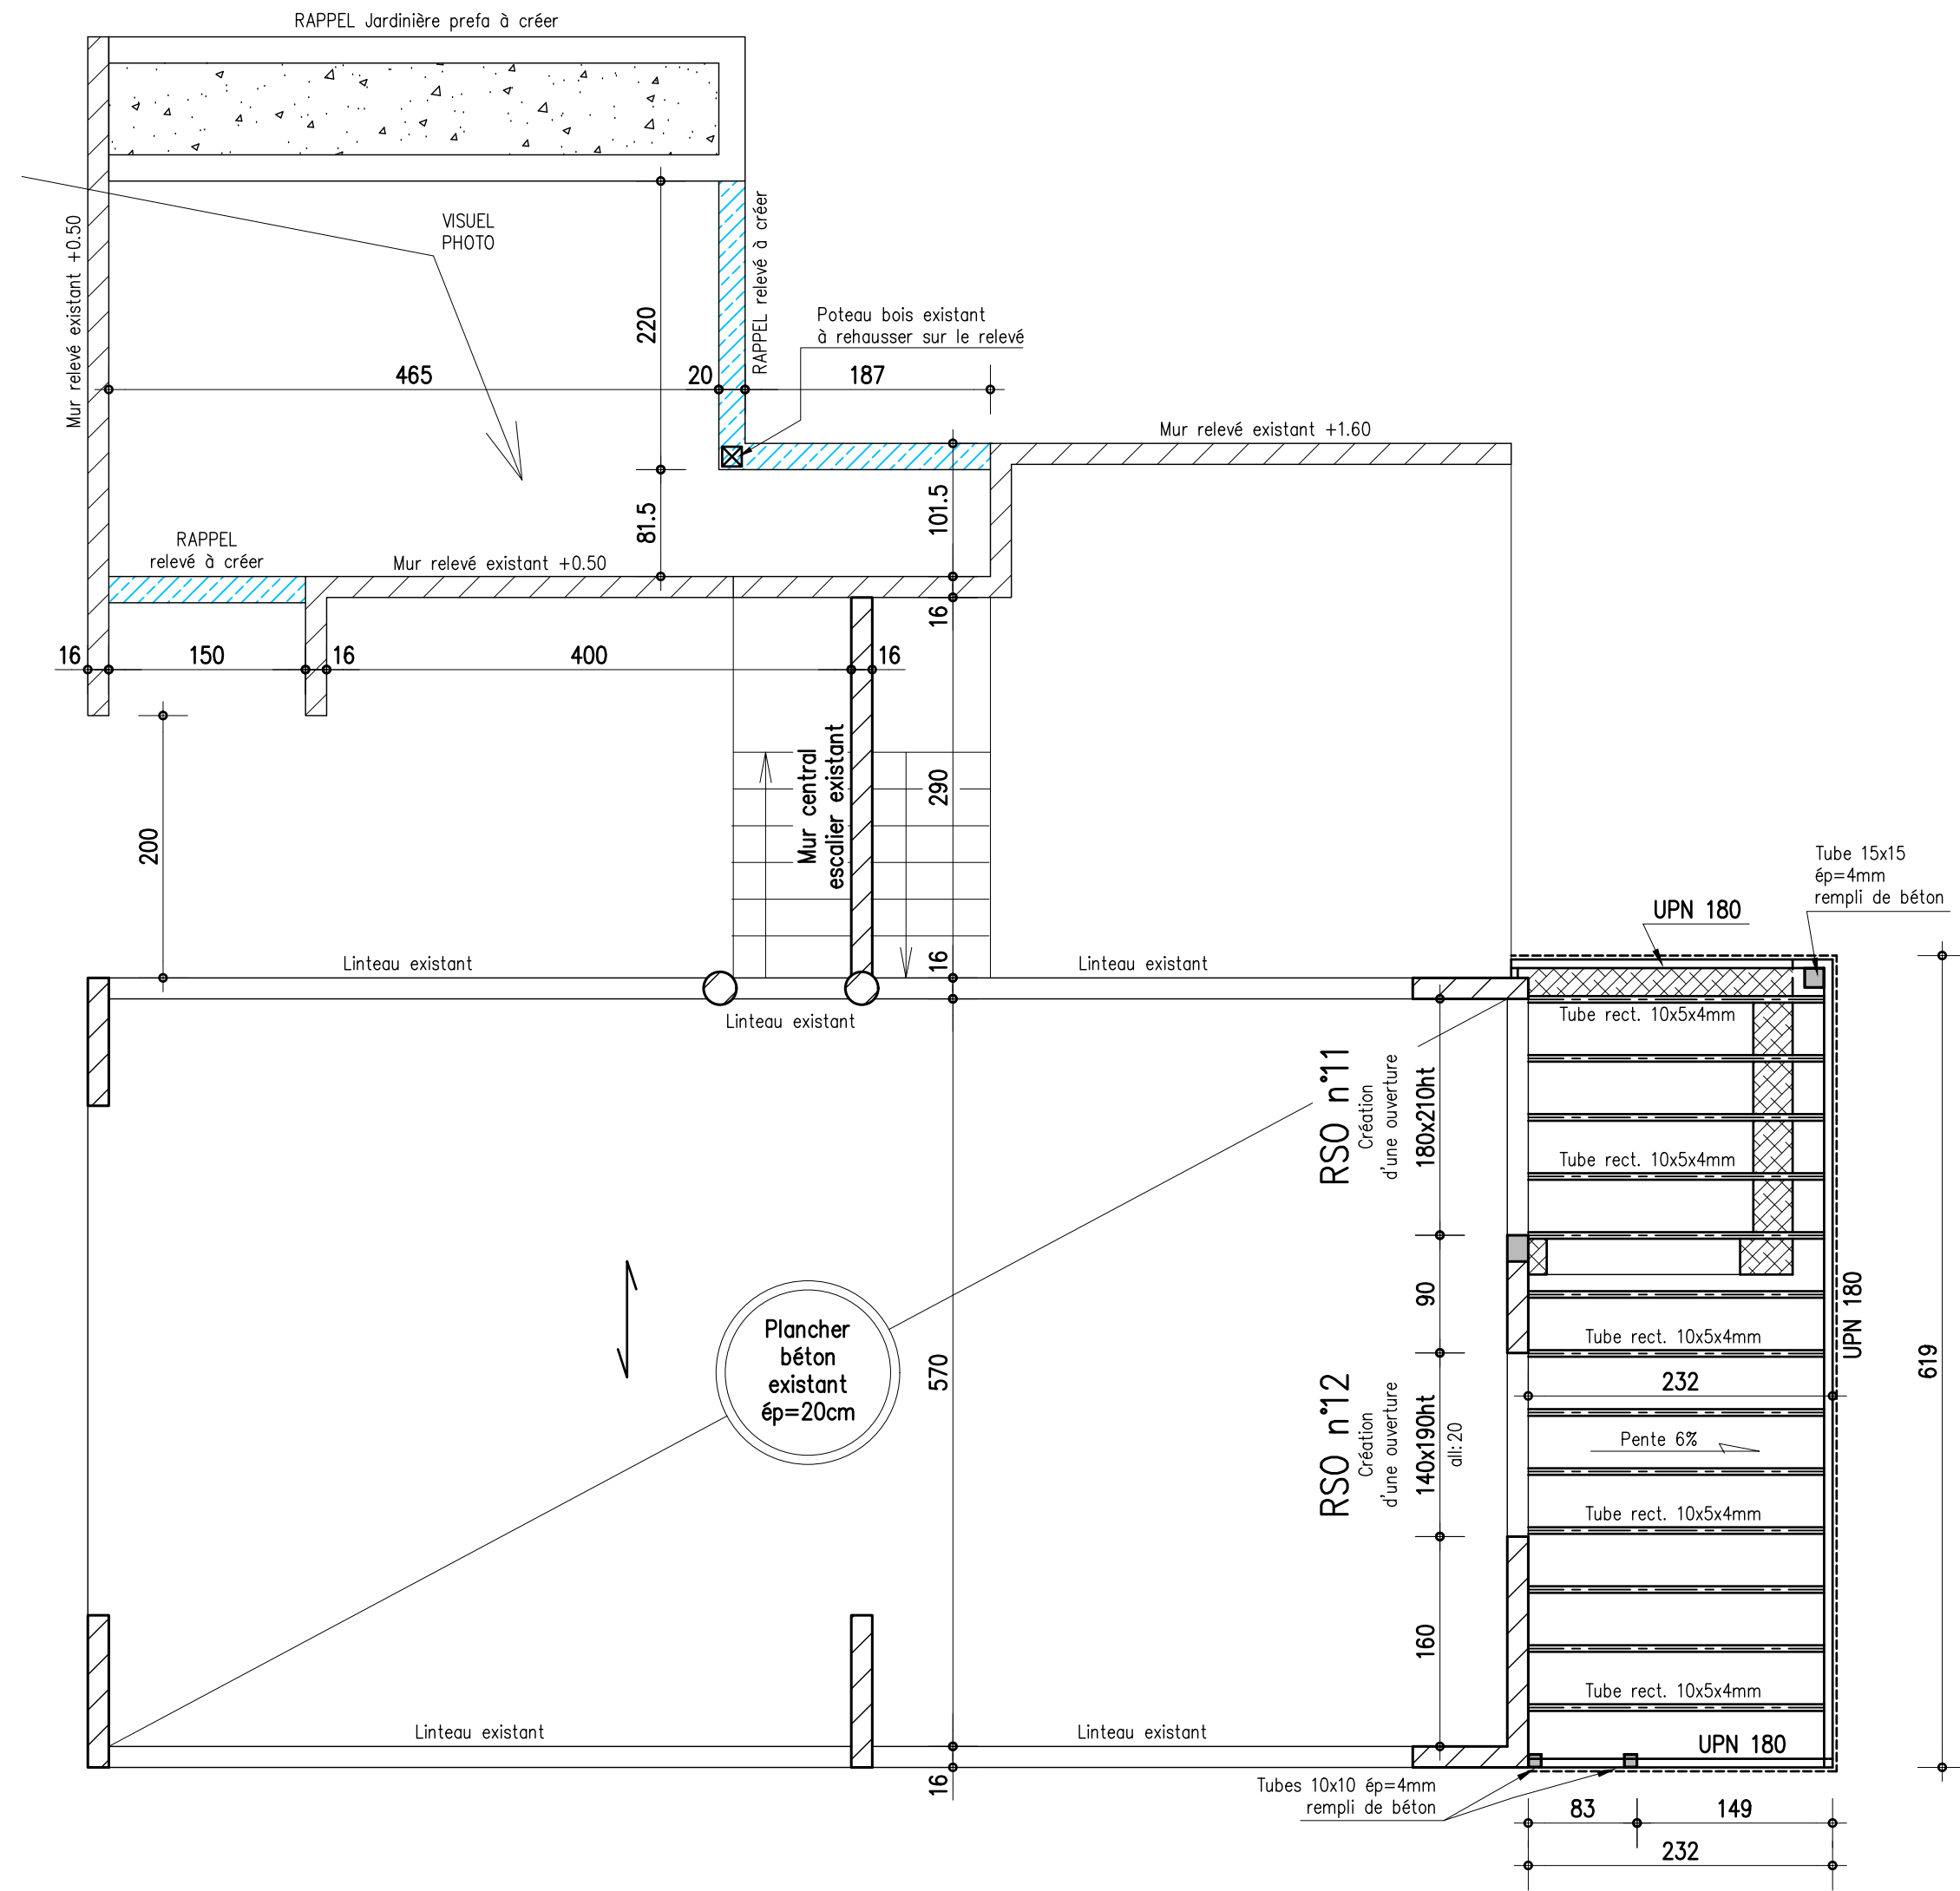 RAPPEL Jardinière prefa à créer
VISUEL
PHOTO
Mur relevé existant +0.50
RAPPEL relevé à créer
220
Poteau bois existant
à rehausser sur le relevé
465
20
187
Mur relevé existant +1.60
81.5
101.5
RAPPEL
relevé à créer
Mur relevé existant +0.50
16
16
150
16
400
16
Mur central
escalier existant
290
200
Tube 15x15
ép=4mm
rempli de béton
UPN 180
Linteau existant
16
Linteau existant
Linteau existant
Tube rect. 10x5x4mm
RSO n°11
Création
d'une ouverture
180x210ht
Tube rect. 10x5x4mm
90
UPN 180
619
Plancher
béton
existant
ép=20cm
570
Tube rect. 10x5x4mm
232
RSO n°12
Création
d'une ouverture
140x190ht
all:20
Pente 6%
Tube rect. 10x5x4mm
160
Tube rect. 10x5x4mm
Linteau existant
Linteau existant
UPN 180
16
Tubes 10x10 ép=4mm
rempli de béton
83
149
232